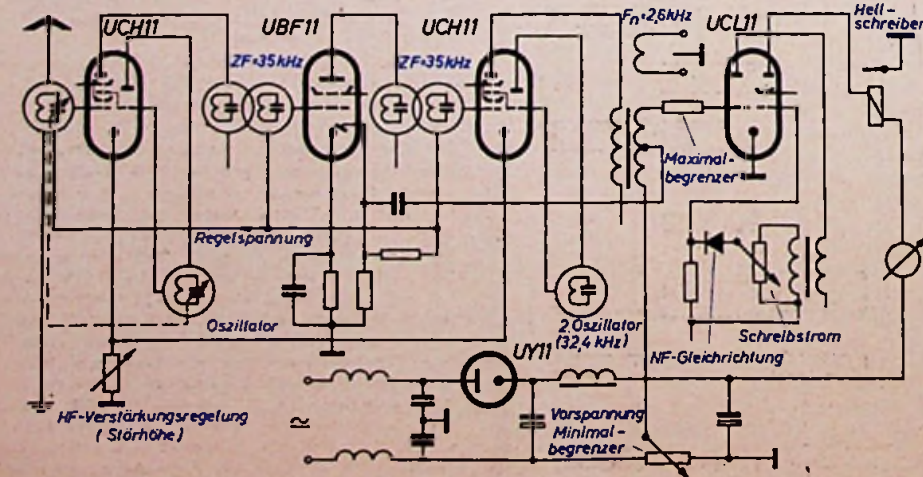 UCH11
UBF11
UCH11
Fn=2,6kHz
UCL11
Hell-
schreiber
ZF=35kHz
ZF=35kHz
Maximal-
begrenzer
Regelspannung
Oszillator
2.Oszillator
(32,4 kHz)
Schreibstrom
NF-Gleichrichtung
UY11
HF-Verstärkungsregelung
(Störhöhe)
≃
Vorspannung
Minimal-
begrenzer